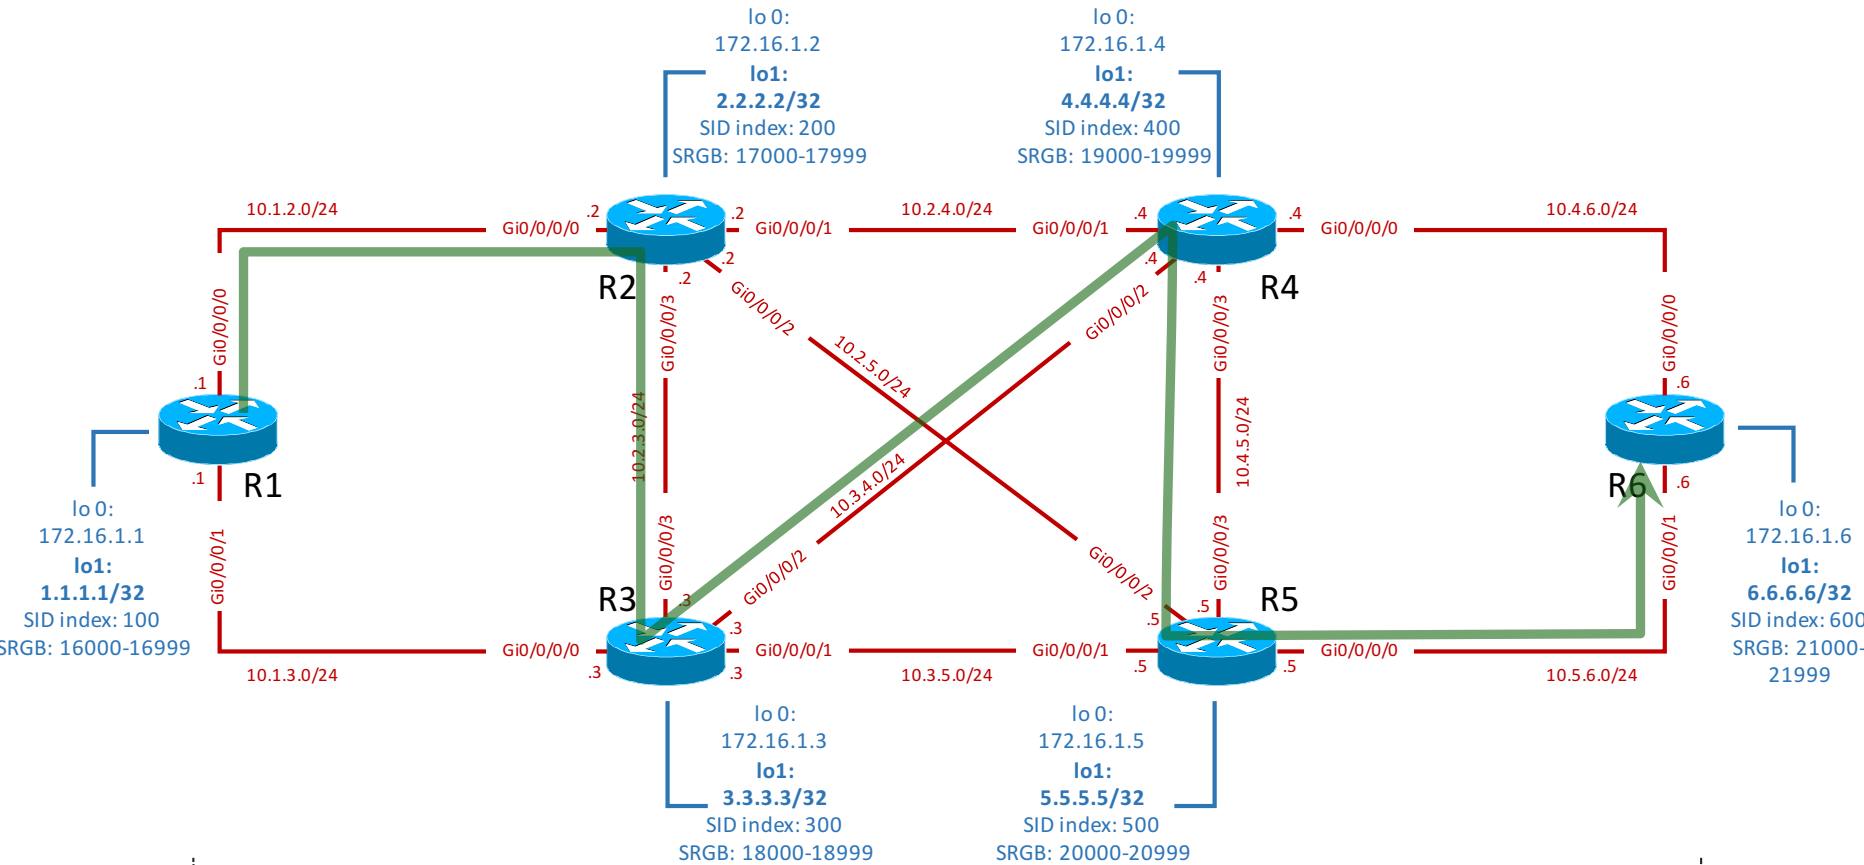 lo 0:
172.16.1.2
lo1:
2.2.2.2/32
SID index: 200
SRGB: 17000-17999
lo 0:
172.16.1.4
lo1:
4.4.4.4/32
SID index: 400
SRGB: 19000-19999
10.1.2.0/24
.2
Gi0/0/0/0
.2
Gi0/0/0/1
10.2.4.0/24
Gi0/0/0/1
.4
.4
Gi0/0/0/0
10.4.6.0/24
R2
.2
.2
Gi0/0/0/3
Gi0/0/0/2
.4
.4
Gi0/0/0/2
Gi0/0/0/3
R4
Gi0/0/0/0
.1
10.2.5.0/24
Gi0/0/0/0
.6
10.2.3.0/24
10.3.4.0/24
10.4.5.0/24
R1
.1
R6
.6
lo 0:
172.16.1.1
lo1:
1.1.1.1/32
SID index: 100
SRGB: 16000-16999
Gi0/0/0/1
Gi0/0/0/3
Gi0/0/0/2
Gi0/0/0/2
Gi0/0/0/3
Gi0/0/0/1
lo 0:
172.16.1.6
lo1:
6.6.6.6/32
SID index: 600
SRGB: 21000-
21999
R3
.3
.3
R5
.5
.5
Gi0/0/0/0
.3
.3
Gi0/0/0/1
10.3.5.0/24
Gi0/0/0/1
.5
.5
Gi0/0/0/0
10.1.3.0/24
10.5.6.0/24
lo 0:
172.16.1.3
lo1:
3.3.3.3/32
SID index: 300
SRGB: 18000-18999
lo 0:
172.16.1.5
lo1:
5.5.5.5/32
SID index: 500
SRGB: 20000-20999